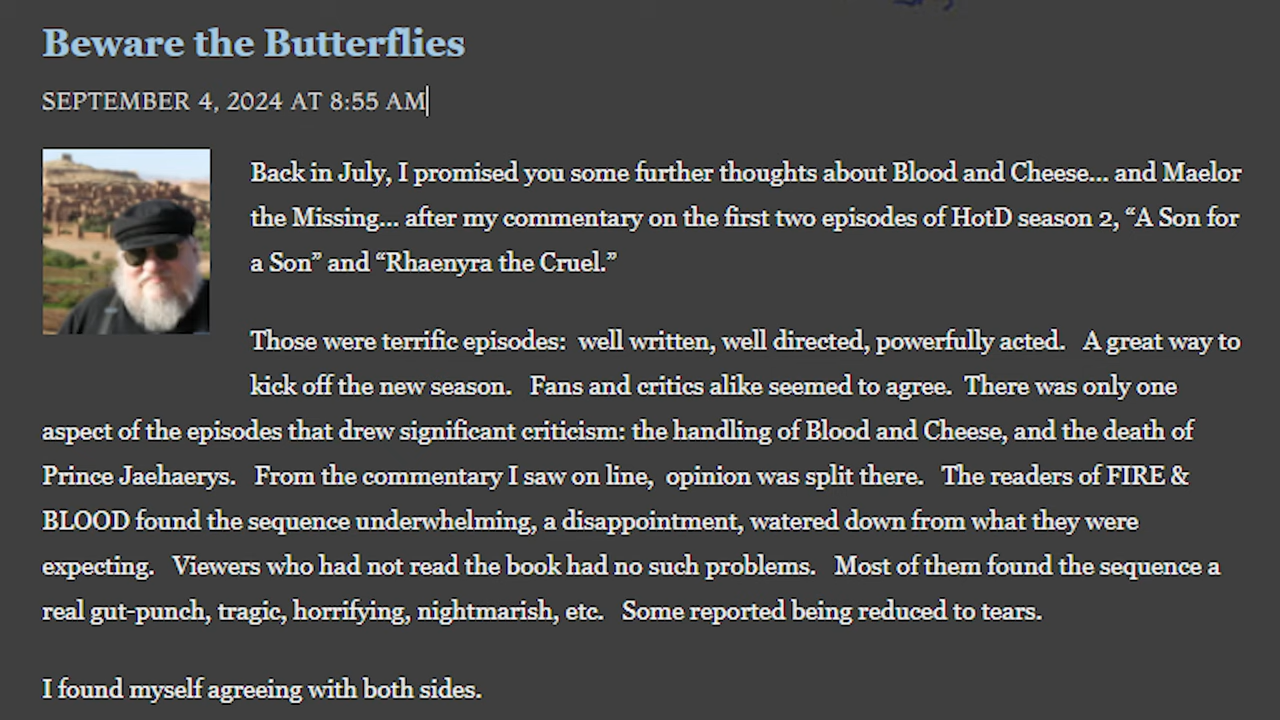 Beware the Butterflies
SEPTEMBER 4, 2024 AT 8:55 AM
Back in July, I promised you some further thoughts about Blood and Cheese... and Maelor
the Missing... after my commentary on the first two episodes of HotD season 2, “A Son for
a Son” and “Rhaenyra the Cruel.”
Those were terrific episodes:  well written, well directed, powerfully acted.   A great way to
kick off the new season.   Fans and critics alike seemed to agree.  There was only one
aspect of the episodes that drew significant criticism: the handling of Blood and Cheese, and the death of
Prince Jaehaerys.   From the commentary I saw on line,  opinion was split there.   The readers of FIRE &
BLOOD found the sequence underwhelming, a disappointment, watered down from what they were
expecting.   Viewers who had not read the book had no such problems.   Most of them found the sequence a
real gut-punch, tragic, horrifying, nightmarish, etc.   Some reported being reduced to tears.
I found myself agreeing with both sides.